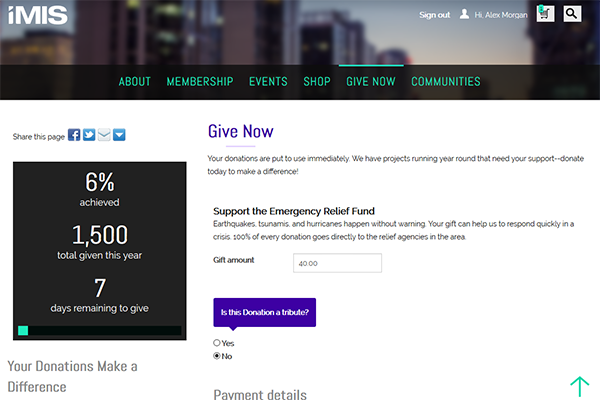 iMIS
Sign out
Hi, Alex Morgan
ABOUT MEMBERSHIP EVENTS SHOP GIVE NOW COMMUNITIES
Share this page
6%
achieved
1,500
total given this year
7
days remaining to give
Your Donations Make a
Difference
Give Now
Your donations are put to use immediately. We have projects running year round that need your support--donate
today to make a difference!
Support the Emergency Relief Fund
Earthquakes, tsunamis, and hurricanes happen without warning. Your gift can help us to respond quickly in a
crisis. 100% of every donation goes directly to the relief agencies in the area.
Gift amount 40.00
Is this Donation a tribute?
Yes
No
Payment details